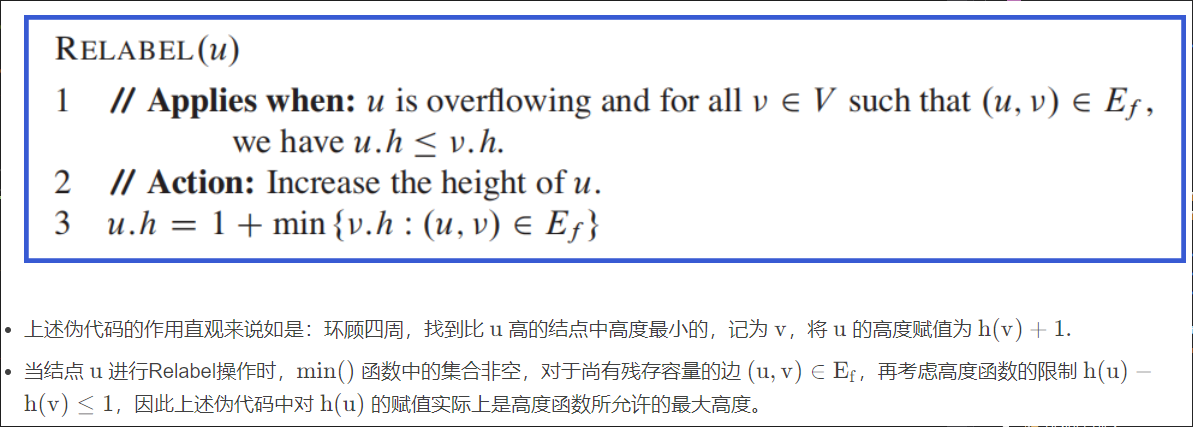 RELABEL(u)
1 // Applies when: u is overflowing and for all v ∈ V such that (u, v) ∈ E_f,
we have u.h ≤ v.h.
2 // Action: Increase the height of u.
3 u.h = 1 + min {v.h : (u, v) ∈ E_f}
• 上述伪代码的作用直观来说如是：环顾四周，找到比 u 高的结点中高度最小的，记为 v，将 u 的高度赋值为 h(v) + 1.
• 当结点 u 进行Relabel操作时，min() 函数中的集合非空，对于尚有残存容量的边 (u, v) ∈ E_f，再考虑高度函数的限制 h(u) −
h(v) ≤ 1，因此上述伪代码中对 h(u) 的赋值实际上是高度函数所允许的最大高度。